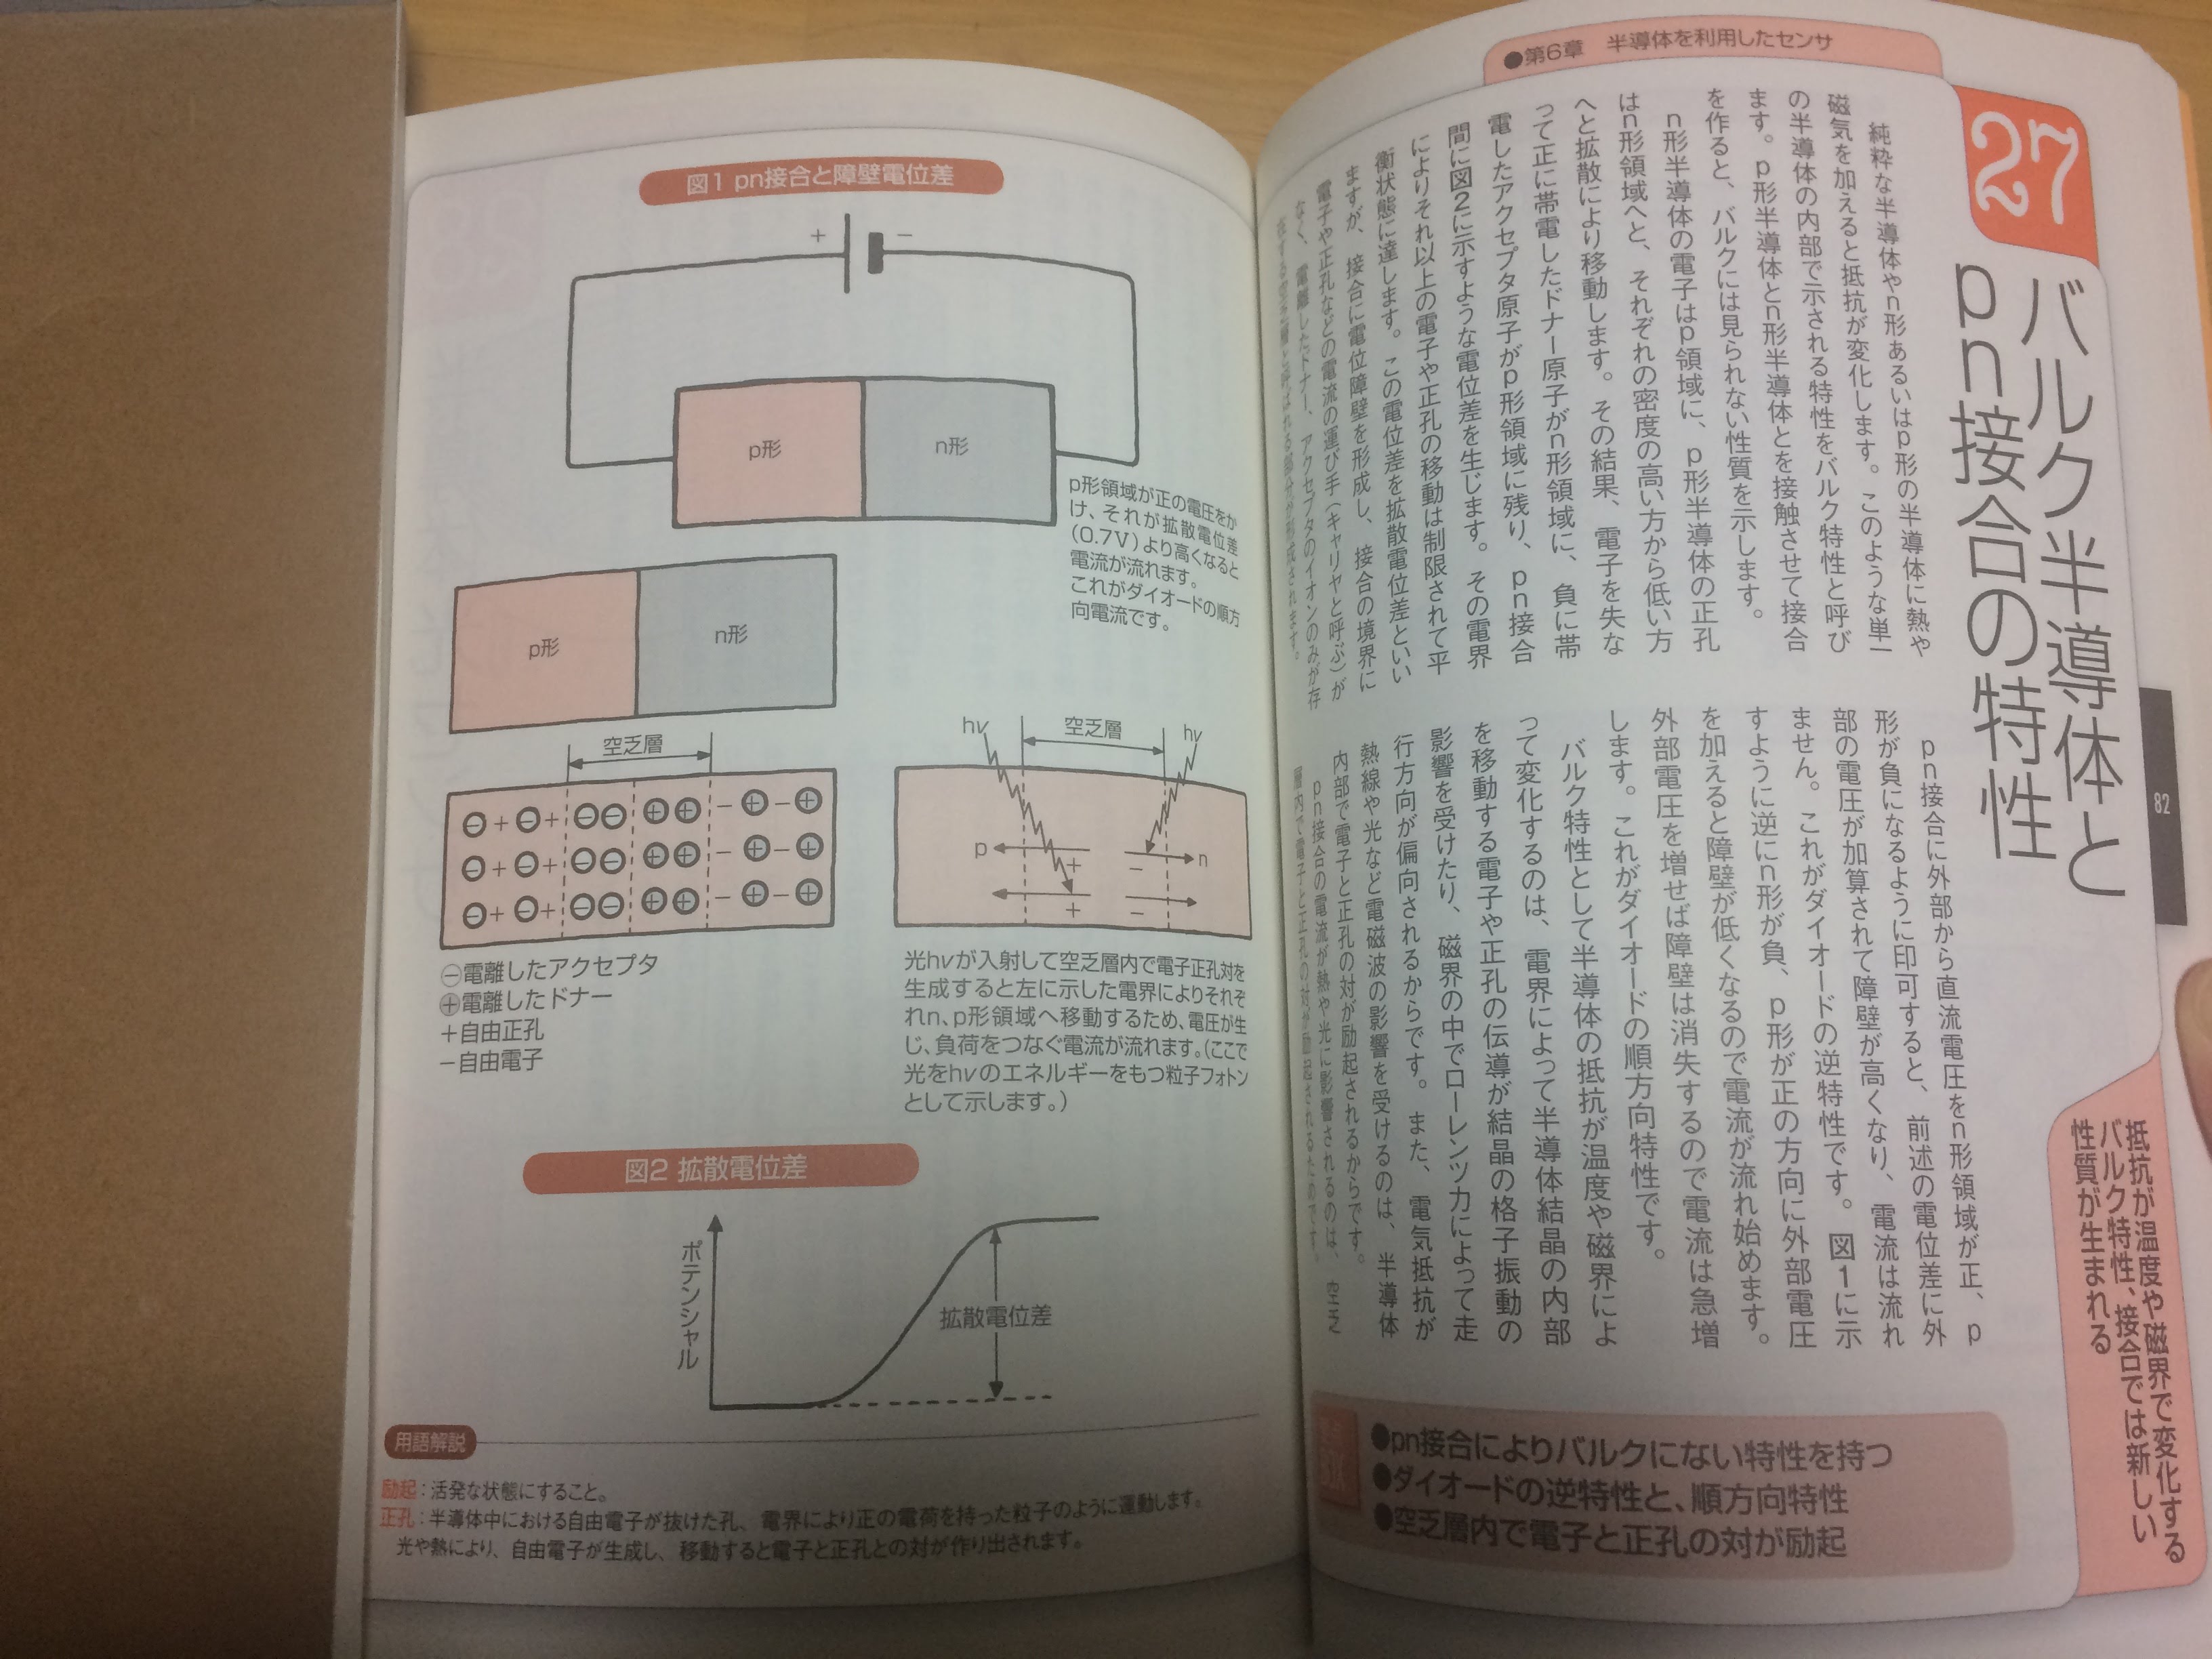 ●第6章 半導体を利用したセンサ
27
バルク半導体と
pn接合の特性
82
抵抗が温度や磁界で変化する
バルク特性、接合では新しい
性質が生まれる
純粋な半導体やn形あるいはp形の半導体に熱や
磁気を加えると抵抗が変化します。このような単一
の半導体の内部で示される特性をバルク特性と呼び
ます。p形半導体とn形半導体とを接触させて接合
を作ると、バルクには見られない性質を示します。
n形半導体の電子はp領域に、p形半導体の正孔
はn形領域へと、それぞれの密度の高い方から低い方
へと拡散により移動します。その結果、電子を失な
って正に帯電したドナー原子がn形領域に、負に帯
電したアクセプタ原子がp形領域に残り、pn接合
間に図2に示すような電位差を生じます。その電界
によりそれ以上の電子や正孔の移動は制限されて平
衡状態に達します。この電位差を拡散電位差といい
ますが、接合に電位障壁を形成し、接合の境界に
電子や正孔などの電流の運び手（キャリヤと呼ぶ）が
なく、電離したドナー、アクセプタのイオンのみが存
在する空乏層と呼ばれる部分が形成されます。
pn接合に外部から直流電圧をn形領域が正、p
形が負になるように印可すると、前述の電位差に外
部の電圧が加算されて障壁が高くなり、電流は流れ
ません。これがダイオードの逆特性です。図1に示
すように逆にn形が負、p形が正の方向に外部電圧
を加えると障壁が低くなるので電流が流れ始めます。
外部電圧を増せば障壁は消失するので電流は急増
します。これがダイオードの順方向特性です。
バルク特性として半導体の抵抗が温度や磁界によ
って変化するのは、電界によって半導体結晶の内部
を移動する電子や正孔の伝導が結晶の格子振動の
影響を受けたり、磁界の中でローレンツ力によって走
行方向が偏向されるからです。また、電気抵抗が
熱線や光など電磁波の影響を受けるのは、半導体
内部で電子と正孔の対が励起されるからです。
pn接合の電流が熱や光に影響されるのは、空乏
層内で電子と正孔の対が励起されるためです。
●pn接合によりバルクにない特性を持つ
●ダイオードの逆特性と、順方向特性
●空乏層内で電子と正孔の対が励起
図1 pn接合と障壁電位差
＋ −
p形 n形
p形領域が正の電圧をか
け、それが拡散電位差
(0.7V)より高くなると
電流が流れます。
これがダイオードの順方
向電流です。
p形 n形
空乏層
⊖＋⊖＋⊖⊖⊕⊕−⊕−⊕
⊖＋⊖＋⊖⊖⊕⊕−⊕−⊕
⊖＋⊖＋⊖⊖⊕⊕−⊕−⊕
⊖電離したアクセプタ
⊕電離したドナー
＋自由正孔
−自由電子
hν 空乏層 hν
p ＋ − n
＋ −
光hνが入射して空乏層内で電子正孔対を
生成すると左に示した電界によりそれぞ
れn、p形領域へ移動するため、電圧が生
じ、負荷をつなぐ電流が流れます。（ここで
光をhνのエネルギーをもつ粒子フォトン
として示します。）
図2 拡散電位差
ポテンシャル
拡散電位差
用語解説
励起：活発な状態にすること。
正孔：半導体中における自由電子が抜けた孔、電界により正の電荷を持った粒子のように運動します。
光や熱により、自由電子が生成し、移動すると電子と正孔との対が作り出されます。